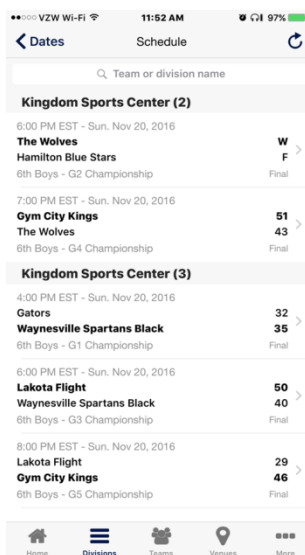 VZW Wi-Fi 11:52 AM 97%
Dates Schedule
Team or division name
Kingdom Sports Center (2)
6:00 PM EST - Sun. Nov 20, 2016
The Wolves W
Hamilton Blue Stars F
6th Boys - G2 Championship Final
7:00 PM EST - Sun. Nov 20, 2016
Gym City Kings 51
The Wolves 43
6th Boys - G4 Championship Final
Kingdom Sports Center (3)
4:00 PM EST - Sun. Nov 20, 2016
Gators 32
Waynesville Spartans Black 35
6th Boys - G1 Championship Final
6:00 PM EST - Sun. Nov 20, 2016
Lakota Flight 50
Waynesville Spartans Black 40
6th Boys - G3 Championship Final
8:00 PM EST - Sun. Nov 20, 2016
Lakota Flight 29
Gym City Kings 46
6th Boys - G5 Championship Final
Home Divisions Teams Venues More